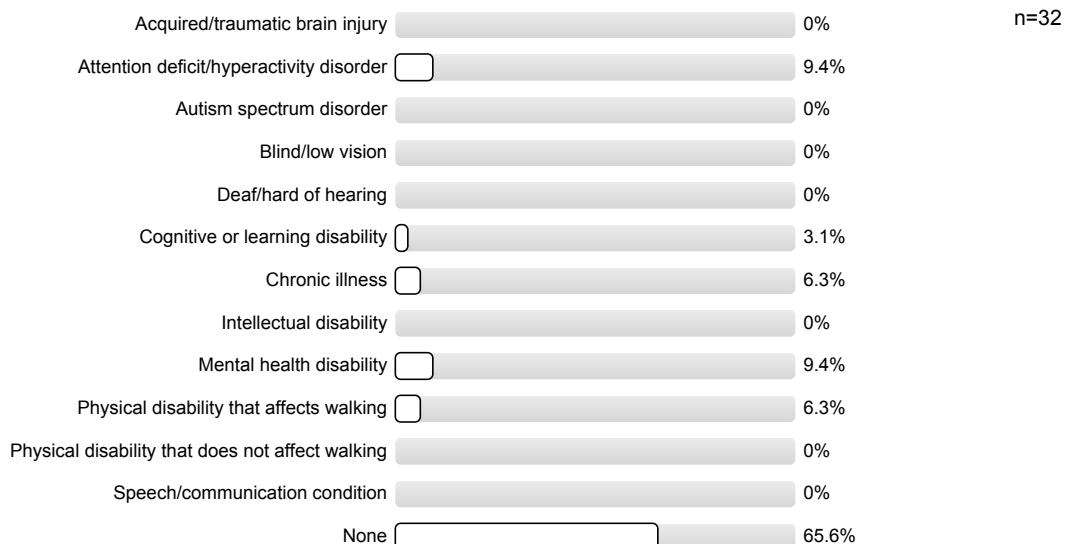 n=32
Acquired/traumatic brain injury 0%
Attention deficit/hyperactivity disorder 9.4%
Autism spectrum disorder 0%
Blind/low vision 0%
Deaf/hard of hearing 0%
Cognitive or learning disability 3.1%
Chronic illness 6.3%
Intellectual disability 0%
Mental health disability 9.4%
Physical disability that affects walking 6.3%
Physical disability that does not affect walking 0%
Speech/communication condition 0%
None 65.6%